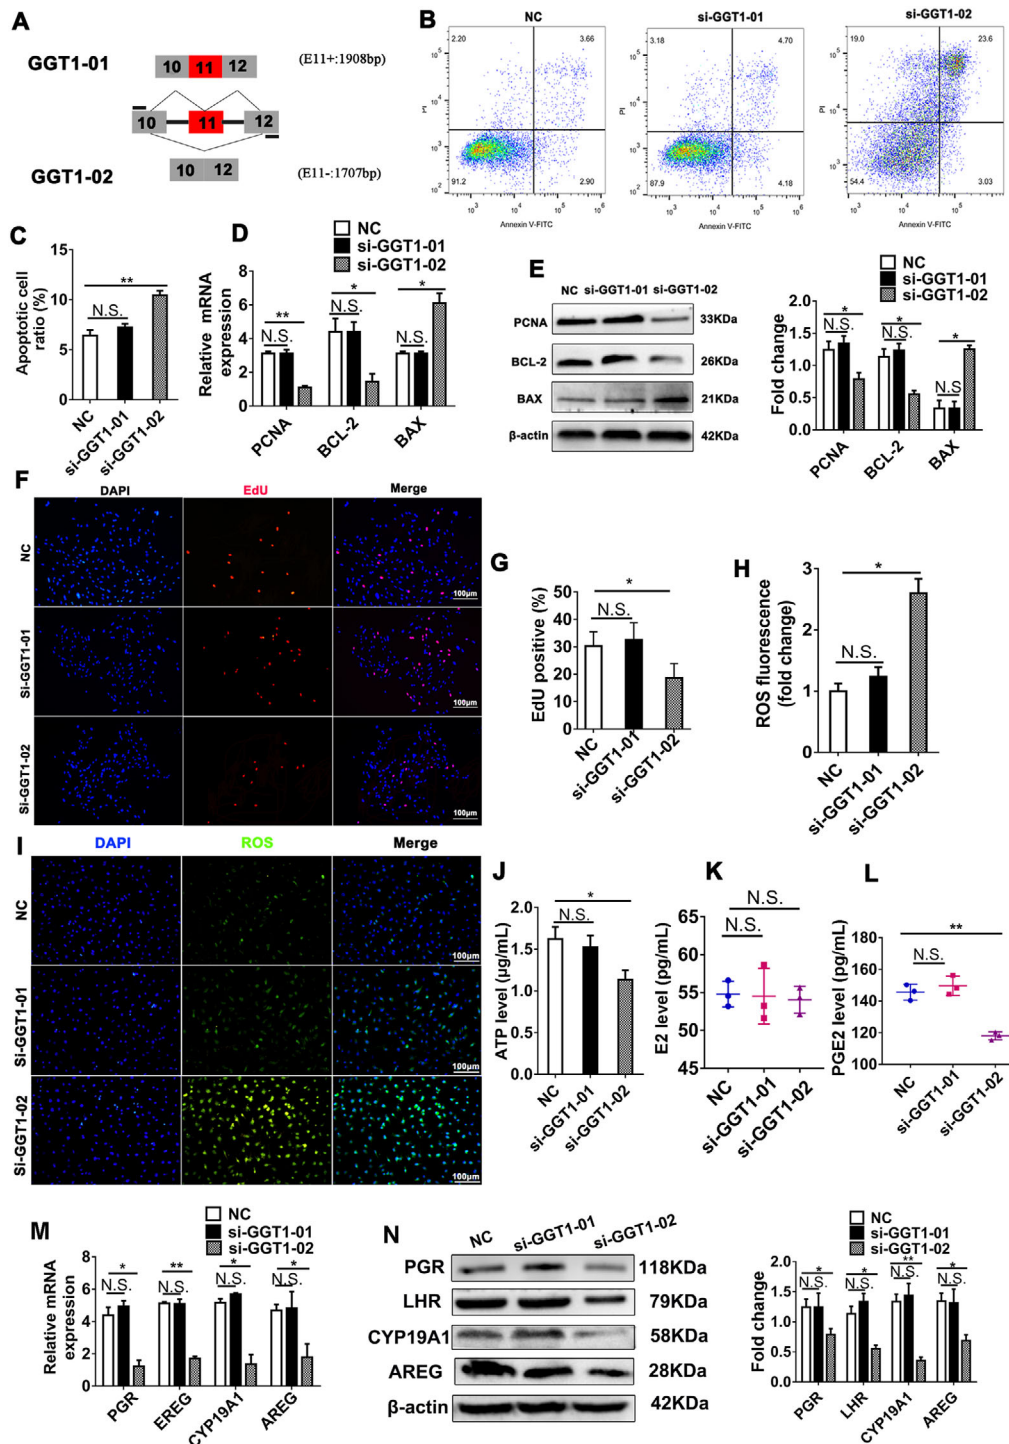 A
GGT1-01
10 11 12
(E11+:1908bp)
10 11 12
GGT1-02
10 12
(E11-:1707bp)
B
NC
si-GGT1-01
si-GGT1-02
2.20 3.66
91.2 2.90
3.18 4.70
87.9 4.18
19.0 23.6
54.4 3.03
PI
Annexin V-FITC
PI
Annexin V-FITC
PI
Annexin V-FITC
C
Apoptotic cell
ratio (%)
15
10
5
0
**
N.S.
NC
si-GGT1-01
si-GGT1-02
D
NC
si-GGT1-01
si-GGT1-02
Relative mRNA
expression
8
6
4
2
0
** * *
N.S. N.S. N.S.
PCNA
BCL-2
BAX
E
NC si-GGT1-01 si-GGT1-02
PCNA 33KDa
BCL-2 26KDa
BAX 21KDa
β-actin 42KDa
NC
si-GGT1-01
si-GGT1-02
Fold change
1.5
1.0
0.5
0.0
* * *
N.S. N.S. N.S
PCNA
BCL-2
BAX
F
DAPI EdU Merge
NC
100μm
Si-GGT1-01
100μm
Si-GGT1-02
100μm
G
EdU positive (%)
50
40
30
20
10
0
*
N.S.
NC
si-GGT1-01
si-GGT1-02
H
ROS fluorescence
(fold change)
3
2
1
0
*
N.S.
NC
si-GGT1-01
si-GGT1-02
I
DAPI ROS Merge
NC
100μm
Si-GGT1-01
100μm
Si-GGT1-02
100μm
J
ATP level (μg/mL)
2.0
1.5
1.0
0.5
0.0
*
N.S.
NC
si-GGT1-01
si-GGT1-02
K
E2 level (pg/mL)
65
60
55
50
45
N.S.
N.S.
NC
si-GGT1-01
si-GGT1-02
L
PGE2 level (pg/mL)
180
160
140
120
100
**
N.S.
NC
si-GGT1-01
si-GGT1-02
M
NC
si-GGT1-01
si-GGT1-02
Relative mRNA
expression
8
6
4
2
0
* ** * *
N.S. N.S. N.S. N.S.
PGR
EREG
CYP19A1
AREG
N
NC si-GGT1-01 si-GGT1-02
PGR 118KDa
LHR 79KDa
CYP19A1 58KDa
AREG 28KDa
β-actin 42KDa
NC
si-GGT1-01
si-GGT1-02
Fold change
2.0
1.5
1.0
0.5
0.0
* * ** *
N.S. N.S. N.S. N.S.
PGR
LHR
CYP19A1
AREG